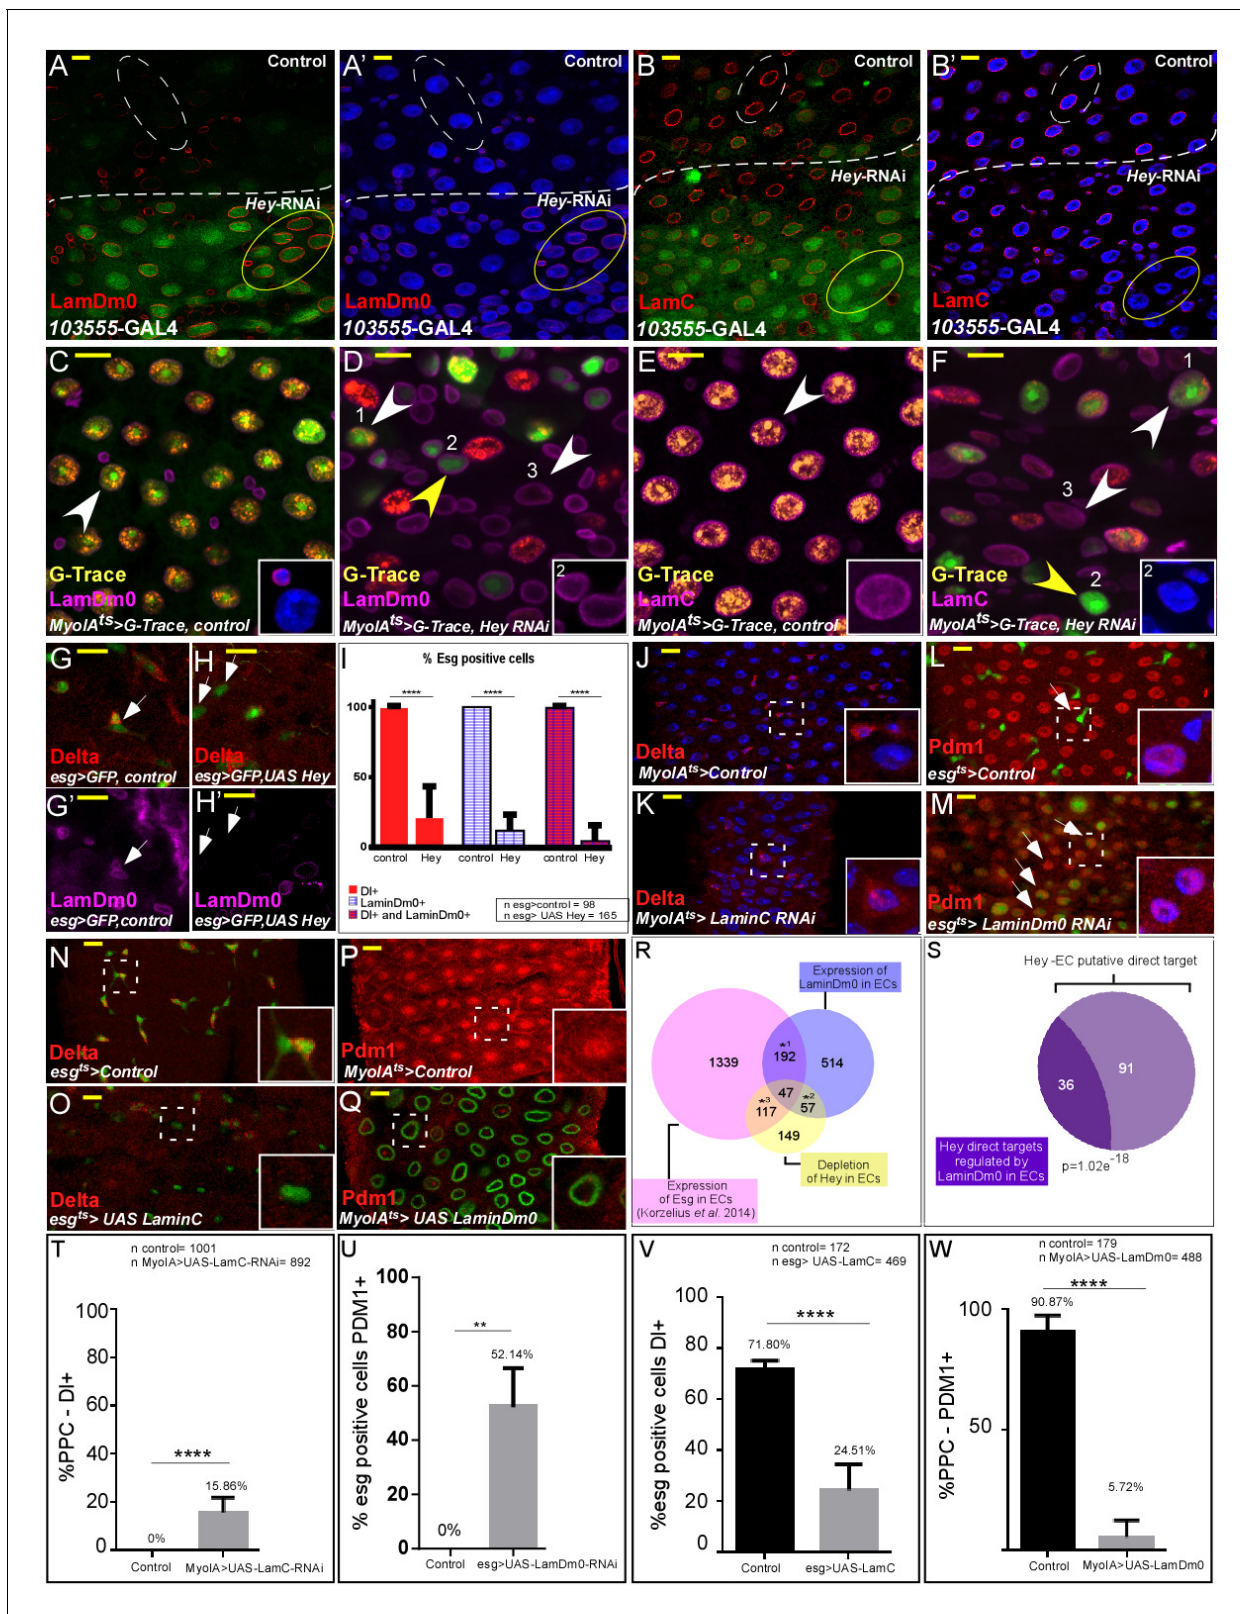 A
Control
A'
Control
B
Control
B'
Control
Hey-RNAi
Hey-RNAi
Hey-RNAi
Hey-RNAi
LamDm0
103555-GAL4
LamDm0
103555-GAL4
LamC
103555-GAL4
LamC
103555-GAL4
C
G-Trace
LamDm0
MyoIAts>G-Trace, control
D
1
2
3
2
G-Trace
LamDm0
MyoIAts>G-Trace, Hey RNAi
E
G-Trace
LamC
MyoIAts>G-Trace, control
F
1
3
2
2
G-Trace
LamC
MyoIAts>G-Trace, Hey RNAi
G
Delta
esg>GFP, control
H
Delta
esg>GFP,UAS Hey
G'
LamDm0
esg>GFP,control
H'
LamDm0
esg>GFP,UAS Hey
I
% Esg positive cells
**** **** ****
100
50
0
control Hey control Hey control Hey
Dl+
LaminDm0+
Dl+ and LaminDm0+
n esg>control = 98
n esg> UAS Hey = 165
J
Delta
MyoIAts>Control
K
Delta
MyoIAts> LaminC RNAi
L
Pdm1
esgts>Control
M
Pdm1
esgts> LaminDm0 RNAi
N
Delta
esgts>Control
O
Delta
esgts> UAS LaminC
P
Pdm1
MyoIAts>Control
Q
Pdm1
MyoIAts> UAS LaminDm0
R
Expression of
LaminDm0 in ECs
*1
1339
192
514
47
*3
*2
117
57
149
Depletion
of Hey in ECs
Expression
of Esg in ECs
(Korzelius et al. 2014)
S
Hey -EC putative direct target
91
36
Hey direct targets
regulated by
LaminDm0 in ECs
p=1.02e-18
T
n control= 1001
n MyoIA>UAS-LamC-RNAi= 892
%PPC - Dl+
100
80
60
40
20
0
****
15.86%
0%
Control
MyoIA>UAS-LamC-RNAi
U
% esg positive cells PDM1+
100
80
60
40
20
0
**
52.14%
0%
Control
esg>UAS-LamDm0-RNAi
V
n control= 172
n esg> UAS-LamC= 469
%esg positive cells Dl+
100
80
60
40
20
0
****
71.80%
24.51%
Control
esg>UAS-LamC
W
n control= 179
n MyoIA>UAS-LamDm0= 488
%PPC - PDM1+
100
50
****
90.87%
5.72%
Control
MyoIA>UAS-LamDm0